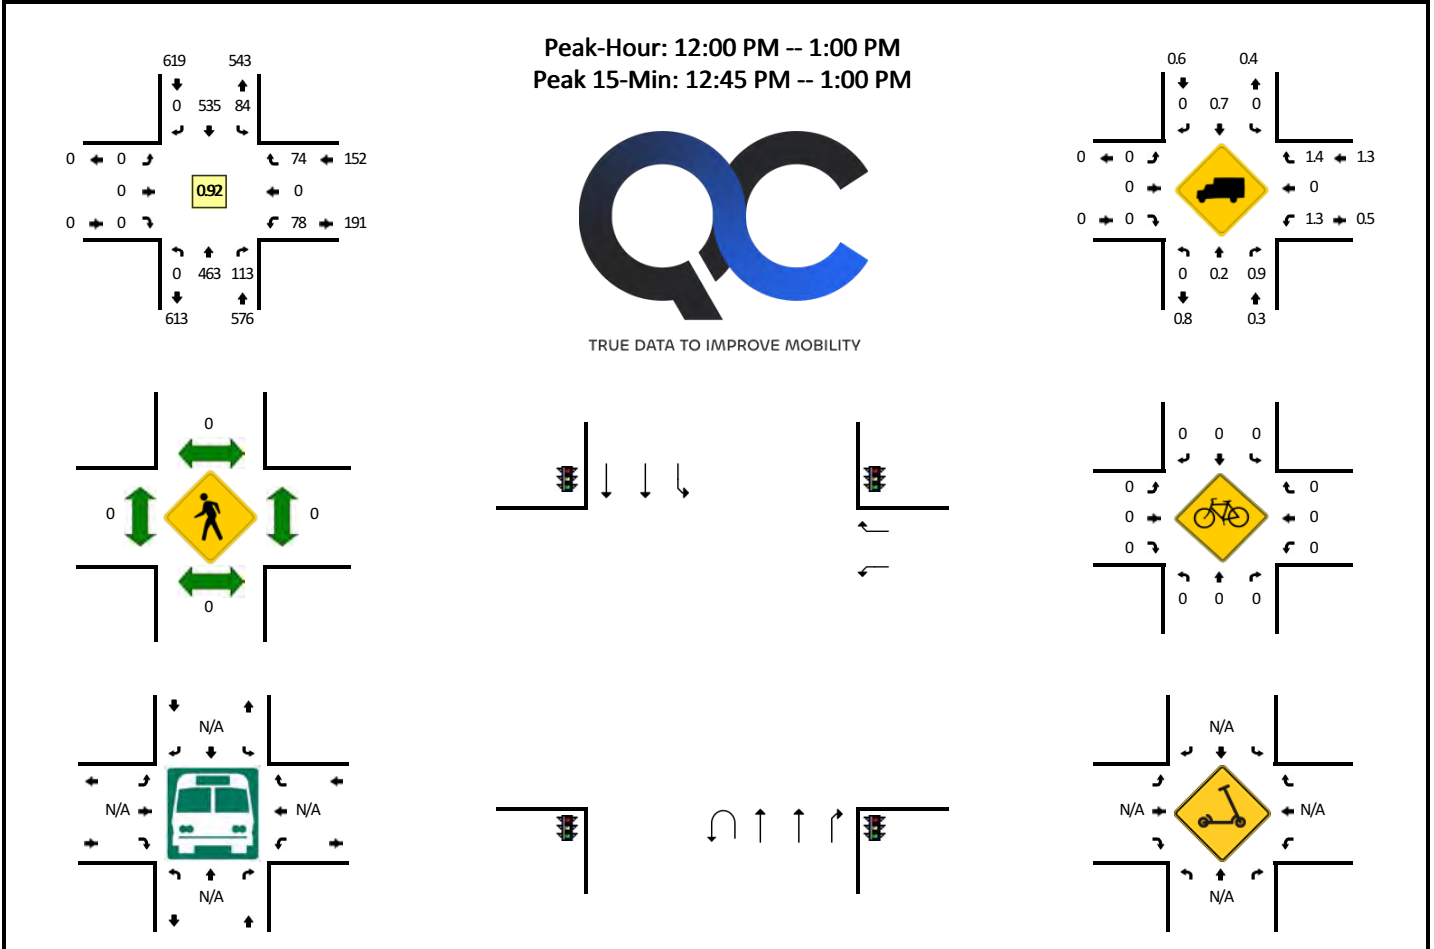 Peak-Hour: 12:00 PM -- 1:00 PM
Peak 15-Min: 12:45 PM -- 1:00 PM
619 543
0 535 84
0 0 74 152
0 0.92 0
0 0 78 191
0 463 113
613 576
QC
TRUE DATA TO IMPROVE MOBILITY
0.6 0.4
0 0.7 0
0 0 1.4 1.3
0 0
0 0 1.3 0.5
0 0.2 0.9
0.8 0.3
0
0 0
0
0 0 0
0 0
0 0
0 0
0 0 0
N/A
N/A N/A
N/A
N/A
N/A N/A
N/A